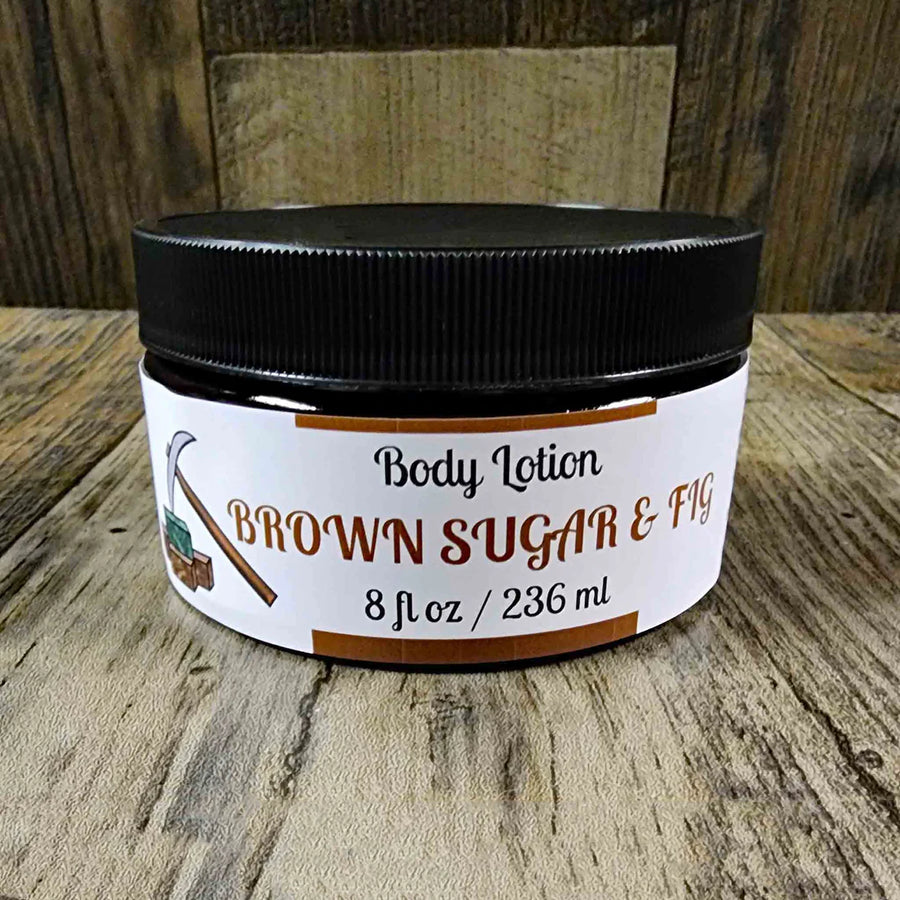 Body Lotion
BROWN SUGAR & FIG
8 fl oz / 236 ml